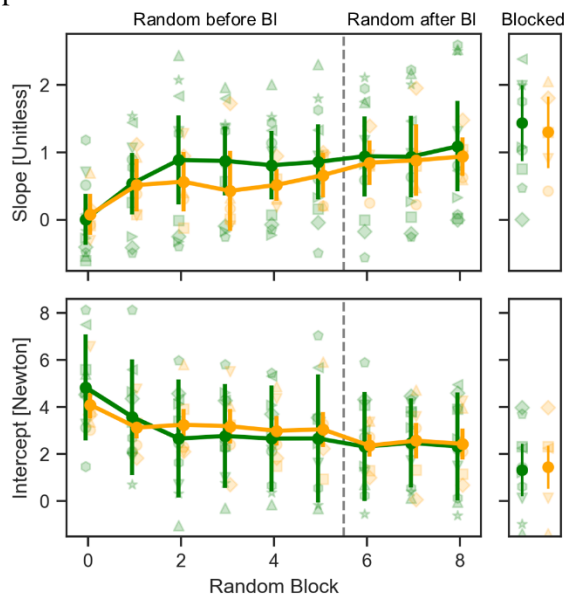 Random before BI Random after BI Blocked
Slope [Unitless]
2
1
0
Intercept [Newton]
8
6
4
2
0
0 2 4 6 8
Random Block